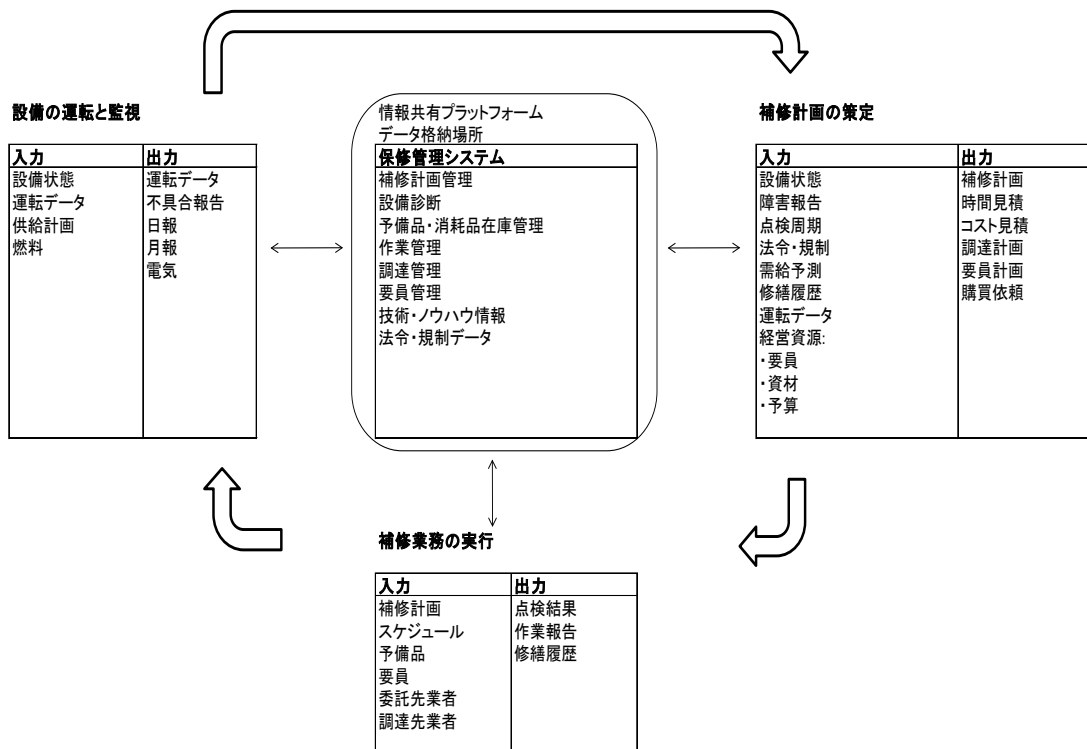 設備の運転と監視
入力
設備状態
運転データ
供給計画
燃料
出力
運転データ
不具合報告
日報
月報
電気
情報共有プラットフォーム
データ格納場所
保修管理システム
補修計画管理
設備診断
予備品・消耗品在庫管理
作業管理
調達管理
要員管理
技術・ノウハウ情報
法令・規制データ
補修計画の策定
入力
設備状態
障害報告
点検周期
法令・規制
需給予測
修繕履歴
運転データ
経営資源:
・要員
・資材
・予算
出力
補修計画
時間見積
コスト見積
調達計画
要員計画
購買依頼
補修業務の実行
入力
補修計画
スケジュール
予備品
要員
委託先業者
調達先業者
出力
点検結果
作業報告
修繕履歴